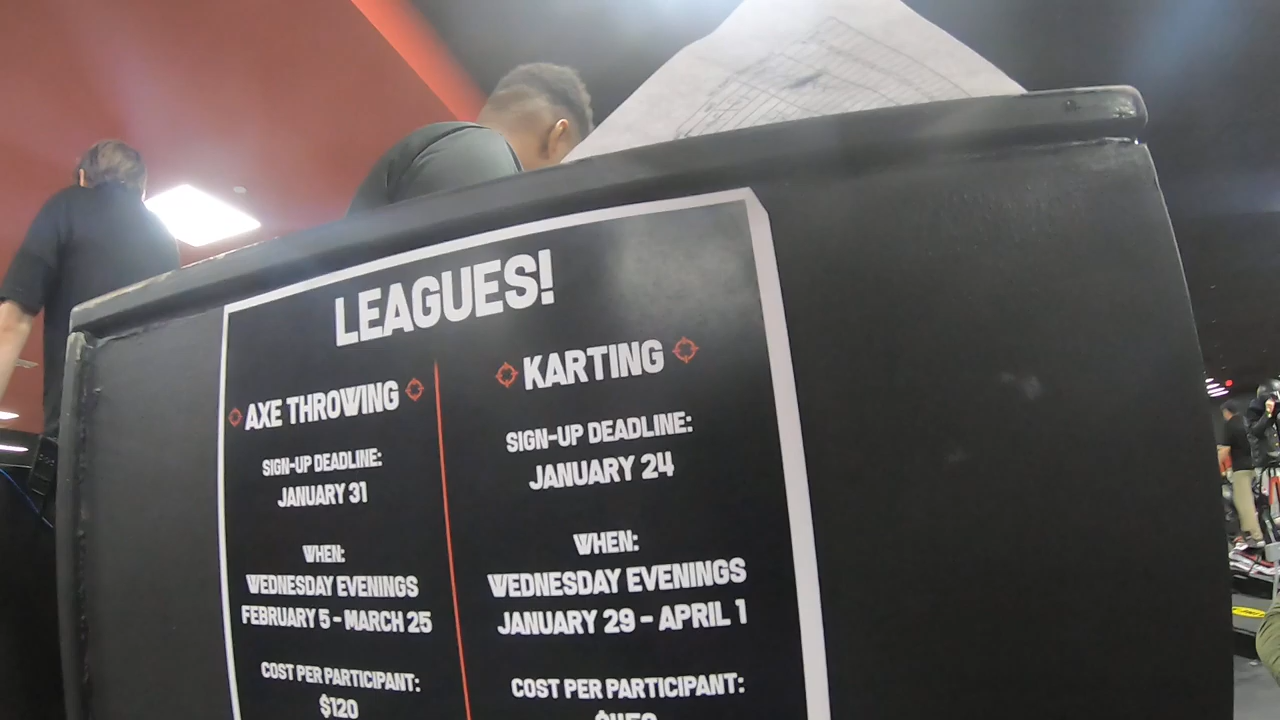 LEAGUES!
AXE THROWING
SIGN-UP DEADLINE:
JANUARY 31
WHEN:
WEDNESDAY EVENINGS
FEBRUARY 5 - MARCH 25
COST PER PARTICIPANT:
$120
KARTING
SIGN-UP DEADLINE:
JANUARY 24
WHEN:
WEDNESDAY EVENINGS
JANUARY 29 - APRIL 1
COST PER PARTICIPANT: